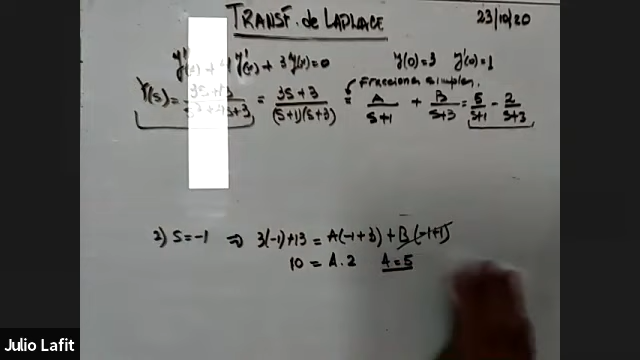 TRANSF. de LAPLACE 23/10/20
y''(x) + 4 y'(x) + 3 y(x) = 0 y(0)=3 y'(0)=1
Fracciones simples.
Y(s) = 3s+13 / s²+4s+3 = 3s+3 / (s+1)(s+3) = A / s+1 + B / s+3 = 5 / s+1 - 2 / s+3
2) s=-1 ⇒ 3(-1)+13 = A(-1+3) + B(-1+1)
10 = A.2 A=5
Julio Lafit